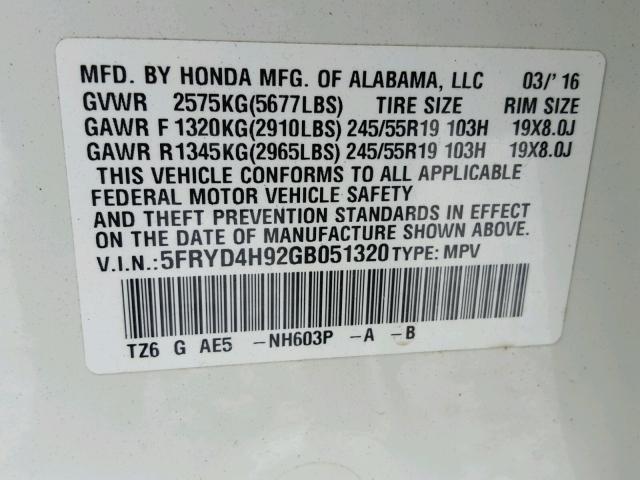 MFD. BY HONDA MFG. OF ALABAMA, LLC 03/' 16
GVWR 2575KG(5677LBS) TIRE SIZE RIM SIZE
GAWR F 1320KG(2910LBS) 245/55R19 103H 19X8.0J
GAWR R 1345KG(2965LBS) 245/55R19 103H 19X8.0J
THIS VEHICLE CONFORMS TO ALL APPLICABLE
FEDERAL MOTOR VEHICLE SAFETY
AND THEFT PREVENTION STANDARDS IN EFFECT
ON THE DATE OF MANUFACTURE SHOWN ABOVE.
V.I.N.:5FRYD4H92GB051320 TYPE: MPV
TZ6 G AE5 -NH603P -A -B